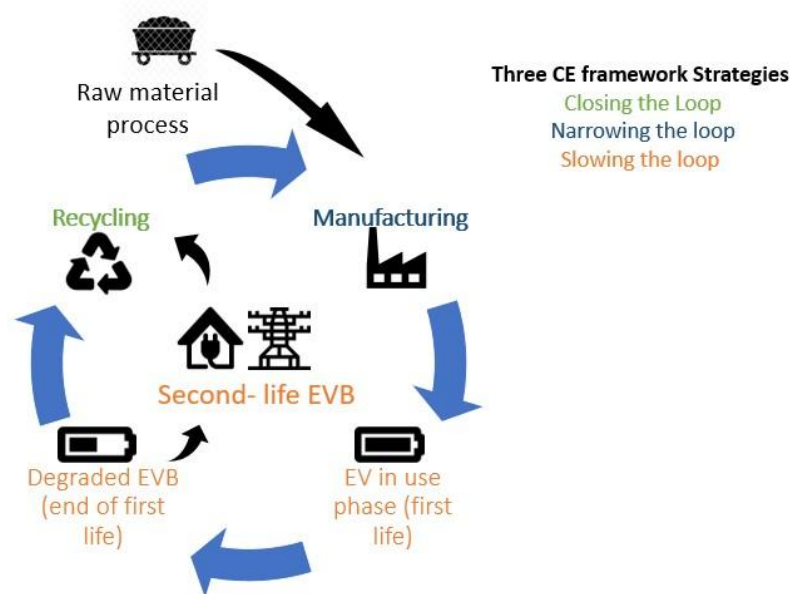 Raw material
process
Three CE framework Strategies
Closing the Loop
Narrowing the loop
Slowing the loop
Recycling
Manufacturing
Second- life EVB
Degraded EVB
(end of first
life)
EV in use
phase (first
life)